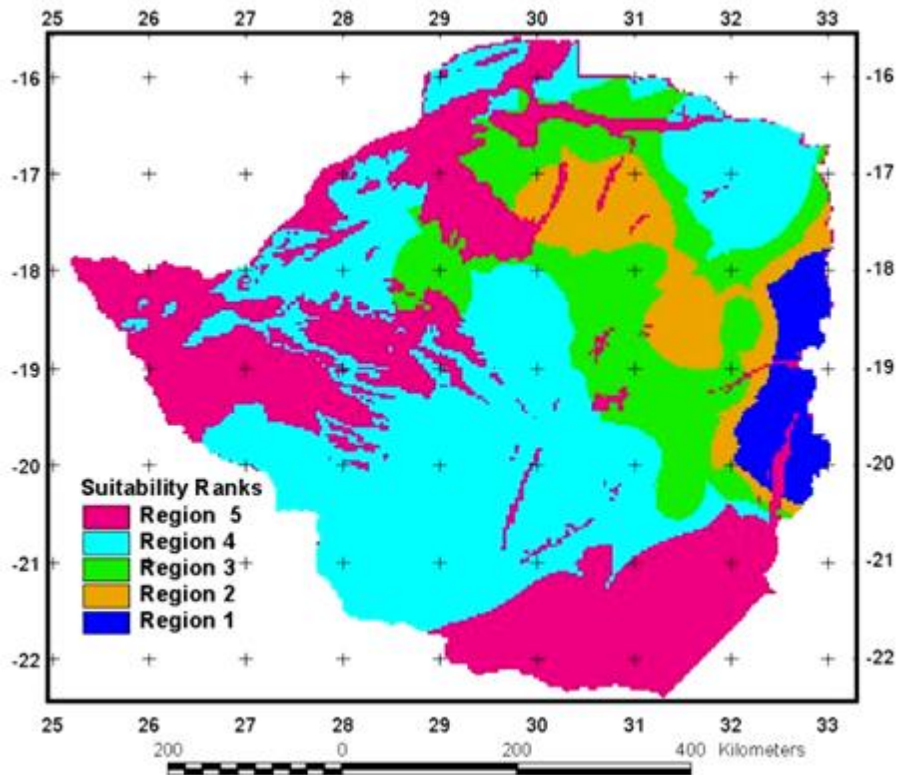 25 26 27 28 29 30 31 32 33
-16 -16
-17 -17
-18 -18
-19 -19
-20 -20
Suitability Ranks
Region 5
Region 4
-21 -21
Region 3
Region 2
Region 1
-22 -22
25 26 27 28 29 30 31 32 33
200 0 200 400 Kilometers